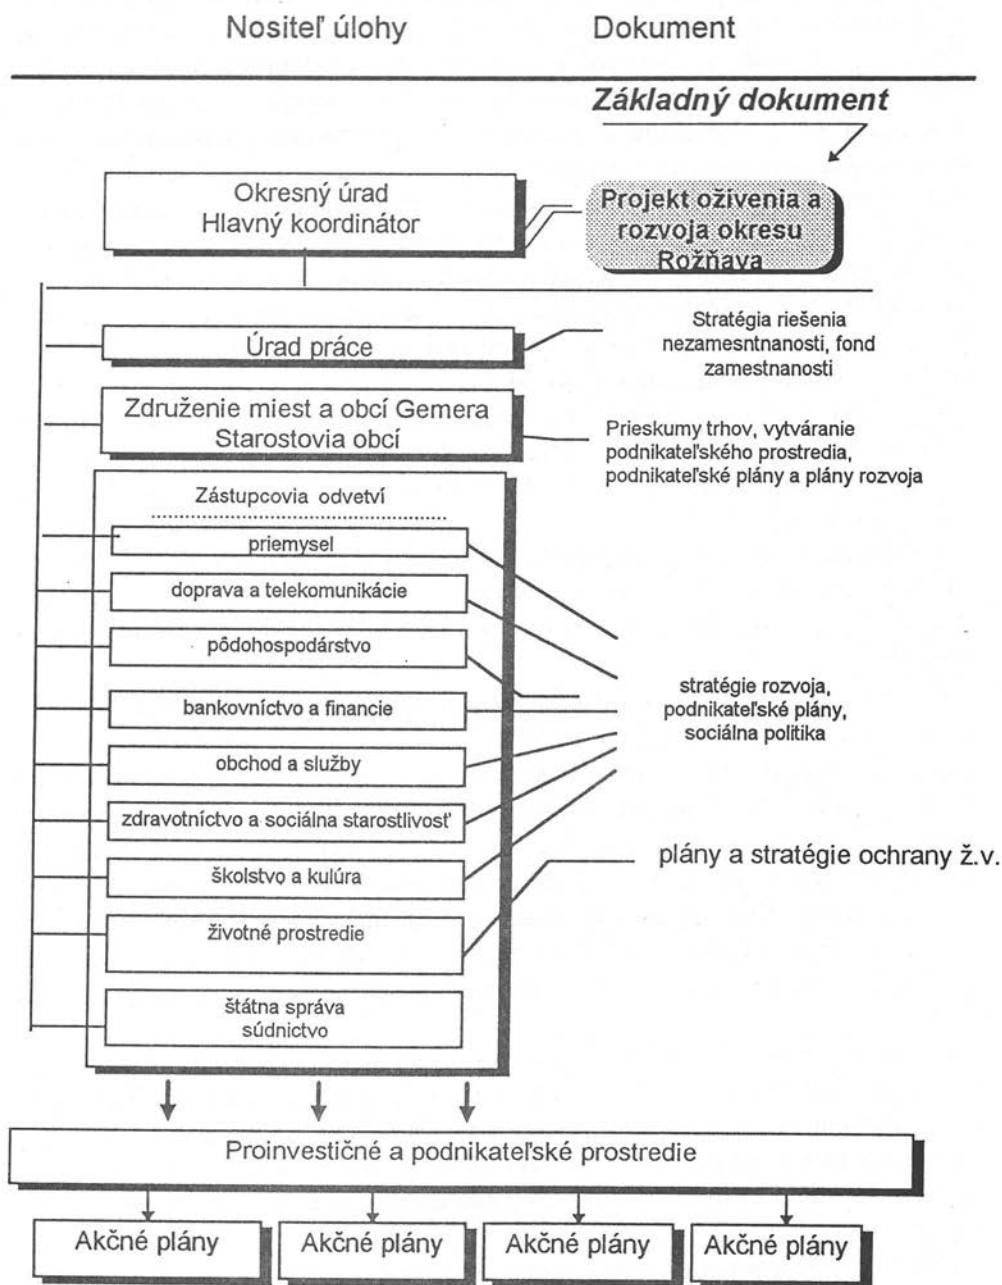 Nositeľ úlohy Dokument
Základný dokument
Okresný úrad
Hlavný koordinátor
Projekt oživenia a
rozvoja okresu
Rožňava
Úrad práce
Stratégia riešenia
nezamesntnanosti, fond
zamestnanosti
Združenie miest a obcí Gemera
Starostovia obcí
Prieskumy trhov, vytváranie
podnikateľského prostredia,
podnikateľské plány a plány rozvoja
Zástupcovia odvetví
priemysel
doprava a telekomunikácie
pôdohospodárstvo
bankovníctvo a financie
obchod a služby
zdravotníctvo a sociálna starostlivosť
školstvo a kulúra
životné prostredie
štátna správa
súdnictvo
stratégie rozvoja,
podnikateľské plány,
sociálna politika
plány a stratégie ochrany ž.v.
Proinvestičné a podnikateľské prostredie
Akčné plány Akčné plány Akčné plány Akčné plány